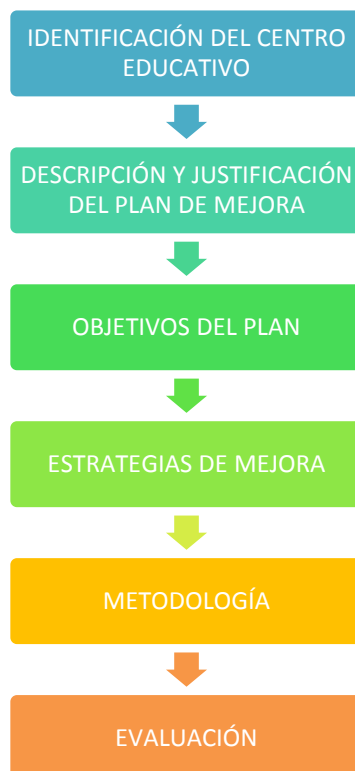 IDENTIFICACIÓN DEL CENTRO
EDUCATIVO
DESCRIPCIÓN Y JUSTIFICACIÓN
DEL PLAN DE MEJORA
OBJETIVOS DEL PLAN
ESTRATEGIAS DE MEJORA
METODOLOGÍA
EVALUACIÓN